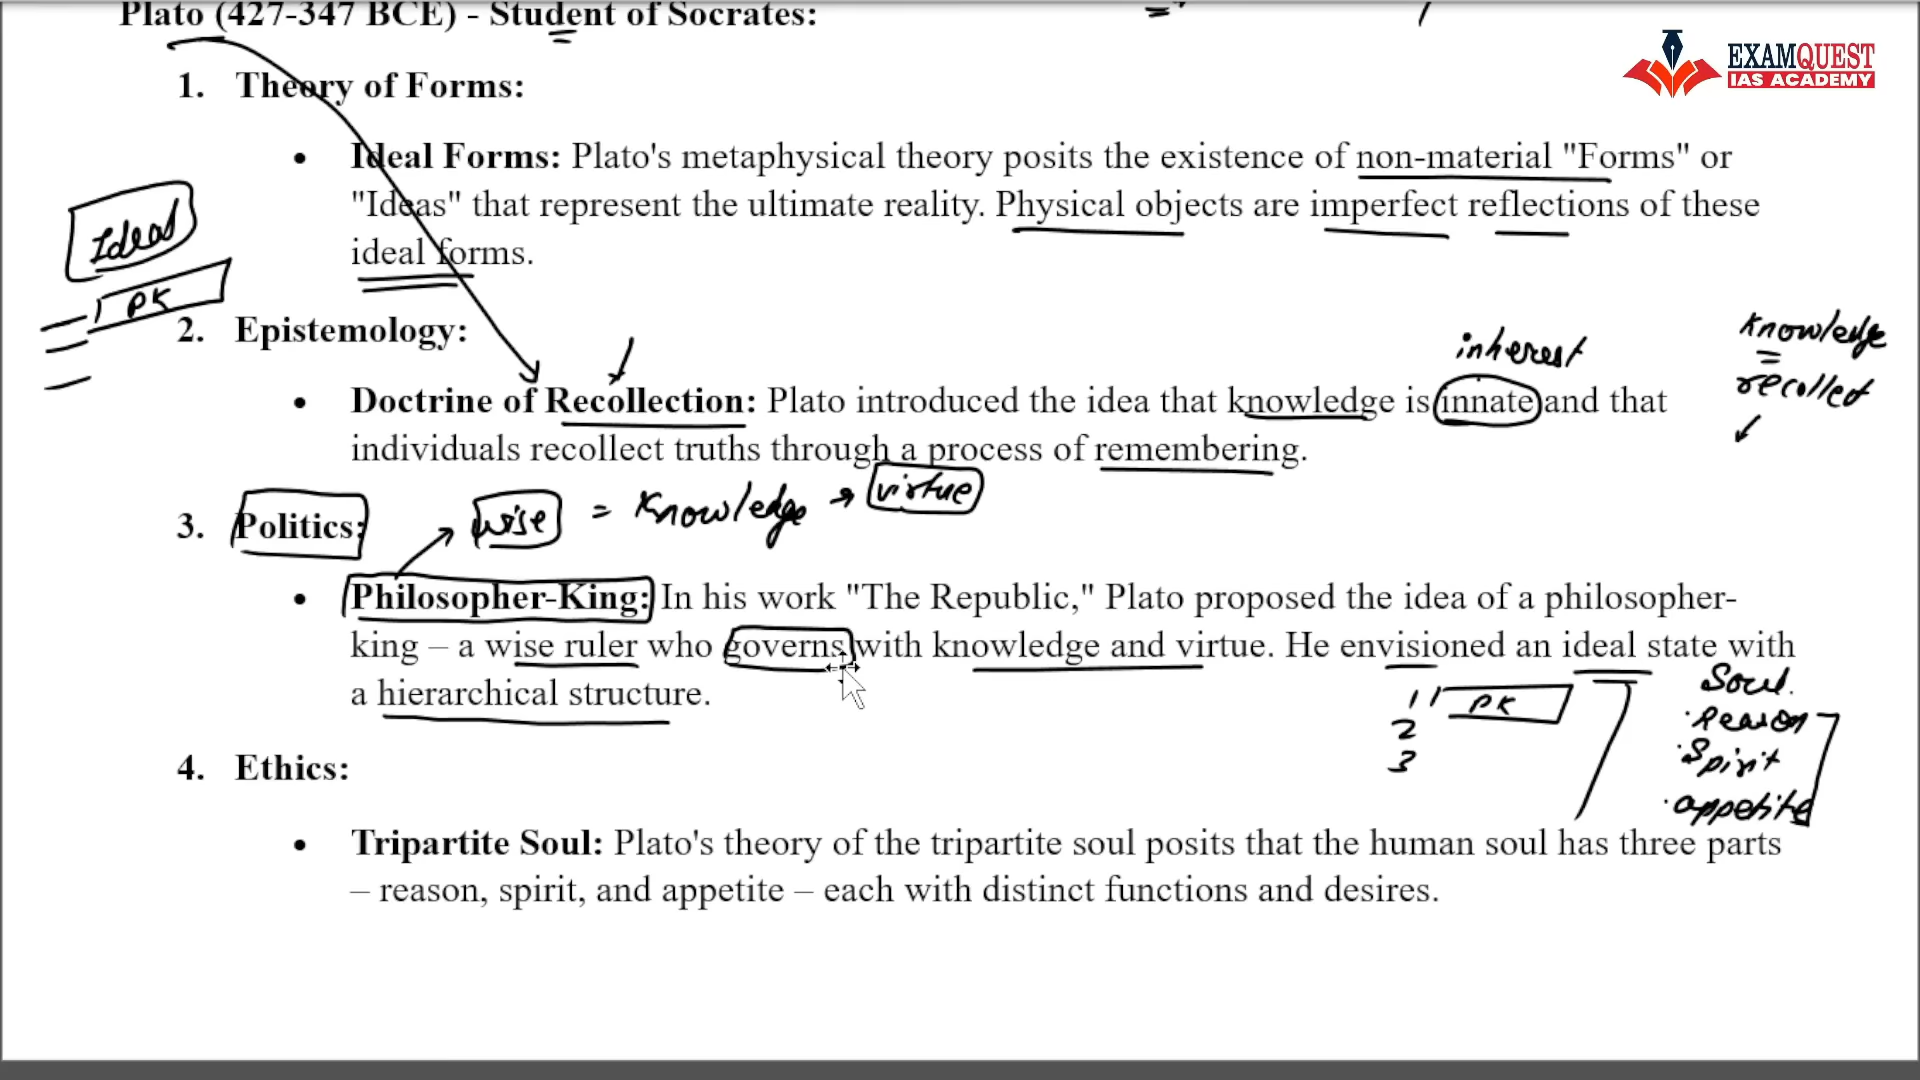 Plato (427-347 BCE) - Student of Socrates:
EXAMQUEST
IAS ACADEMY
1. Theory of Forms:
• Ideal Forms: Plato's metaphysical theory posits the existence of non-material "Forms" or
"Ideas" that represent the ultimate reality. Physical objects are imperfect reflections of these
ideal forms.
Ideas
PK
2. Epistemology:
inherest
knowledge
=
recollect
• Doctrine of Recollection: Plato introduced the idea that knowledge is innate and that
individuals recollect truths through a process of remembering.
wise = Knowledge → virtue
3. Politics:
• Philosopher-King: In his work "The Republic," Plato proposed the idea of a philosopher-
king – a wise ruler who governs with knowledge and virtue. He envisioned an ideal state with
a hierarchical structure.
1 PK
2
3
Soul.
· Reason
· Spirit
· appetite
4. Ethics:
• Tripartite Soul: Plato's theory of the tripartite soul posits that the human soul has three parts
– reason, spirit, and appetite – each with distinct functions and desires.